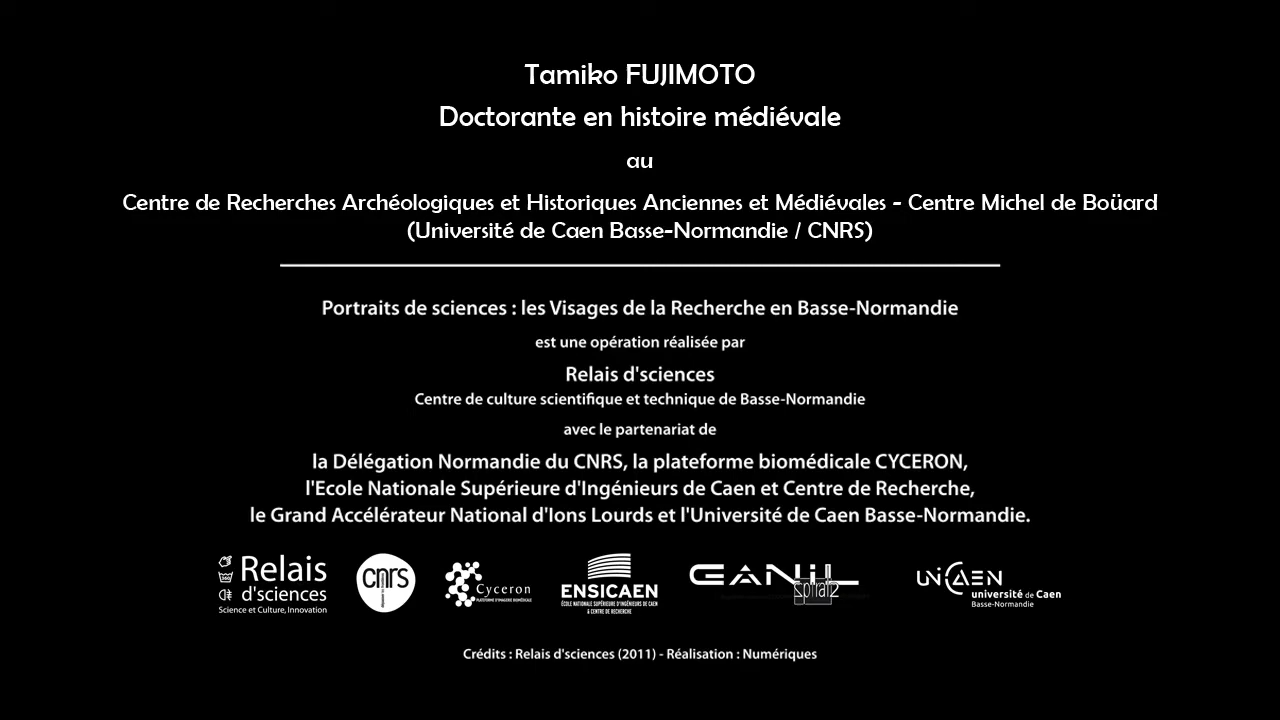 Tamiko FUJIMOTO
Doctorante en histoire médiévale
au
Centre de Recherches Archéologiques et Historiques Anciennes et Médiévales - Centre Michel de Boüard
(Université de Caen Basse-Normandie / CNRS)
Portraits de sciences : les Visages de la Recherche en Basse-Normandie
est une opération réalisée par
Relais d'sciences
Centre de culture scientifique et technique de Basse-Normandie
avec le partenariat de
la Délégation Normandie du CNRS, la plateforme biomédicale CYCERON,
l'Ecole Nationale Supérieure d'Ingénieurs de Caen et Centre de Recherche,
le Grand Accélérateur National d'Ions Lourds et l'Université de Caen Basse-Normandie.
Relais
d'sciences
Science et Culture, Innovation
cnrs
Cyceron
PLATEFORME D'IMAGERIE BIOMÉDICALE
ENSICAEN
ÉCOLE NATIONALE SUPÉRIEURE D'INGÉNIEURS DE CAEN
& CENTRE DE RECHERCHE
GANIL
spiral2
UNICAEN
université de Caen
Basse-Normandie
Crédits : Relais d'sciences (2011) - Réalisation : Numériques